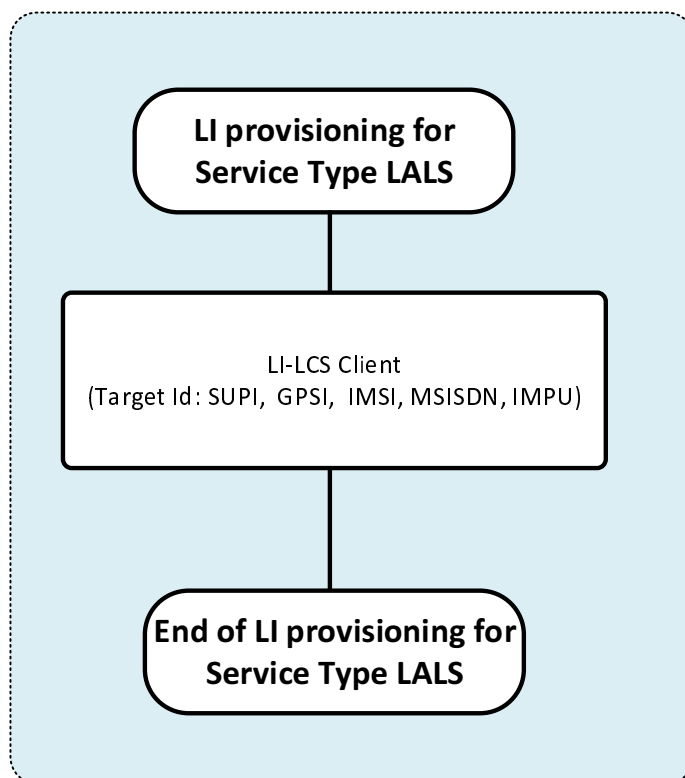 LI provisioning for
Service Type LALS
LI-LCS Client
(Target Id: SUPI, GPSI, IMSI, MSISDN, IMPU)
End of LI provisioning for
Service Type LALS